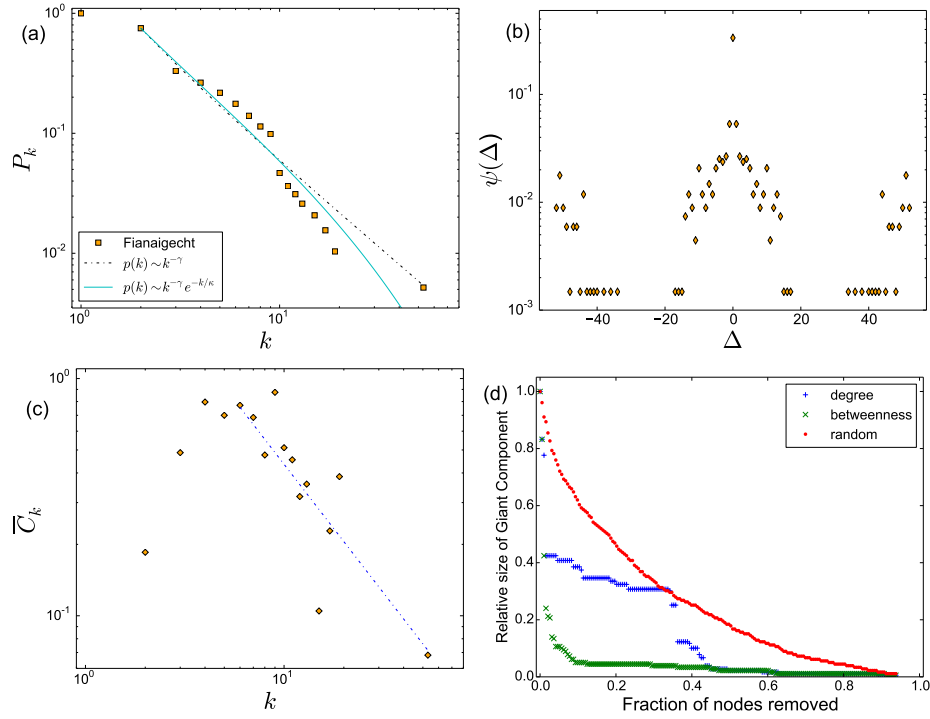 (a)
10^0
10^{-1}
10^{-2}
P_k
Fianaigecht
p(k) ∼ k^{-γ}
p(k) ∼ k^{-γ} e^{-k/κ}
10^0
10^1
k
(b)
10^{-1}
10^{-2}
10^{-3}
ψ(Δ)
−40
−20
0
20
40
Δ
(c)
10^0
10^{-1}
C̅_k
10^0
10^1
k
(d)
1.0
0.8
0.6
0.4
0.2
0.0
Relative size of Giant Component
degree
betweenness
random
0.0
0.2
0.4
0.6
0.8
1.0
Fraction of nodes removed